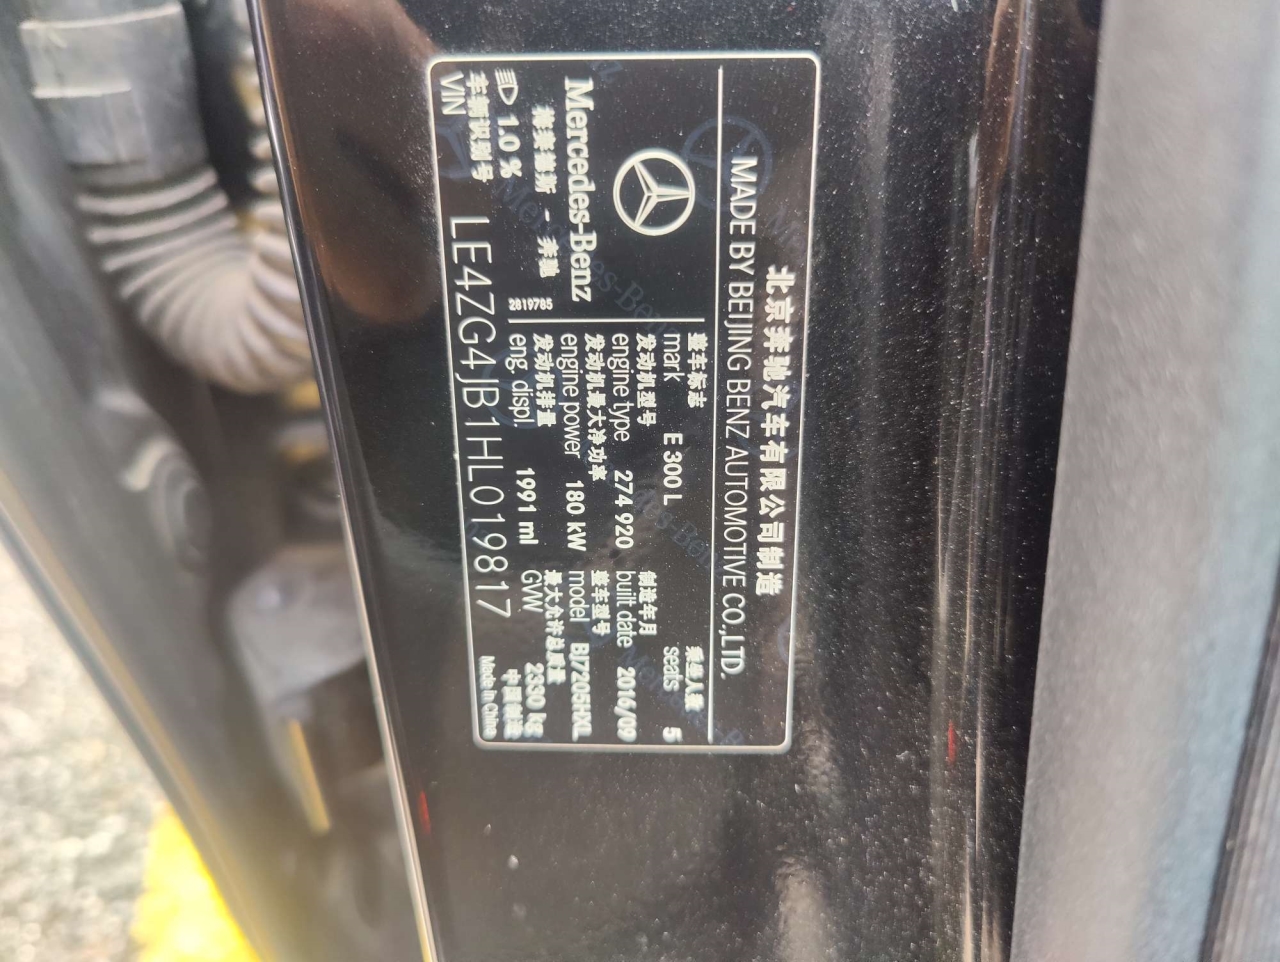 北京奔驰汽车有限公司制造
MADE BY BEIJING BENZ AUTOMOTIVE CO.,LTD.
Mercedes-Benz
梅赛德斯 - 奔驰
1.0 %
2819785
整车标志
mark E 300 L
乘坐人数
seats 5
发动机型号
engine type 274 920
制造年月
built date 2016/09
发动机最大净功率
engine power 180 kW
整车型号
model BJ7205HXL
发动机排量
eng. displ. 1991 ml
最大允许总质量
GVW 2330 kg
车辆识别号
VIN LE4ZG4JB1HL019817
中国制造
Made in China